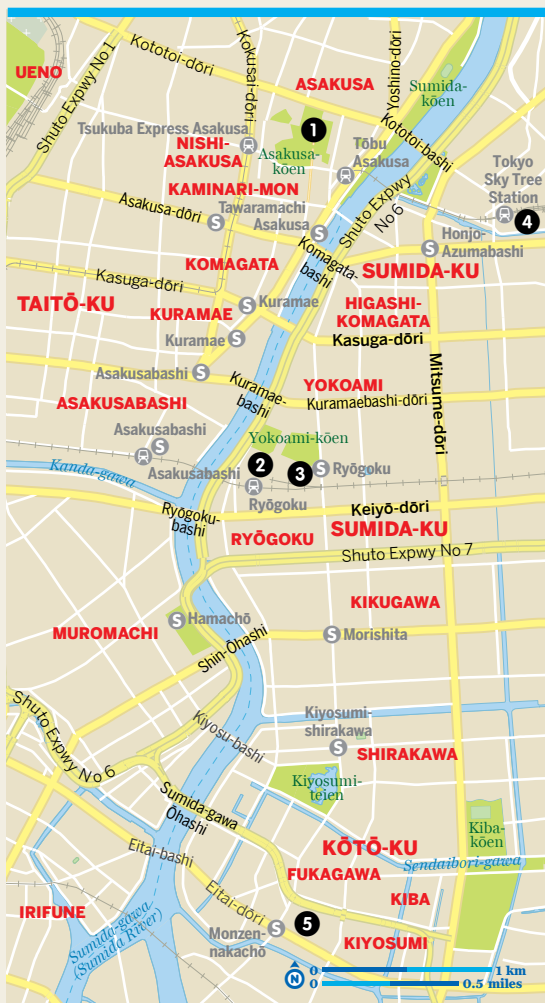 UENO
Kototoi-dōri
Kokusai-dōri
Shuto Expwy No 1
ASAKUSA
Yoshino-dōri
Sumida-
kōen
1
Tsukuba Express Asakusa
NISHI-
ASAKUSA
Asakusa-
kōen
Kototoi-bashi
Tōbu
Asakusa
Tokyo
Sky Tree
Station
4
KAMINARI-MON
Asakusa-dōri
Tawaramachi
Asakusa
Shuto Expwy
No 6
Honjo-
Azumabashi
Komagata-
bashi
KOMAGATA
SUMIDA-KU
Kasuga-dōri
TAITŌ-KU
KURAMAE
Kuramae
HIGASHI-
KOMAGATA
Kuramae
Kasuga-dōri
Mitsume-dōri
Asakusabashi
Kuramae-
bashi
YOKOAMI
ASAKUSABASHI
Kuramaebashi-dōri
Asakusabashi
Yokoami-kōen
Kanda-gawa
Asakusabashi
2
3
Ryōgoku
Ryōgoku
Ryōgoku-
bashi
Keiyō-dōri
SUMIDA-KU
RYŌGOKU
Shuto Expwy No 7
KIKUGAWA
Hamachō
MUROMACHI
Morishita
Shin-Ōhashi
Shuto Expwy No 6
Kiyosu-bashi
Kiyosumi-
shirakawa
SHIRAKAWA
Kiyosumi-
teien
Sumida-gawa
Ōhashi
Kiba-
kōen
Eitai-bashi
KŌTŌ-KU
Sendaibori-gawa
FUKAGAWA
Eitai-dōri
KIBA
IRIFUNE
Sumida-gawa
(Sumida River)
5
Monzen-
nakachō
KIYOSUMI
N
0 1 km
0 0.5 miles